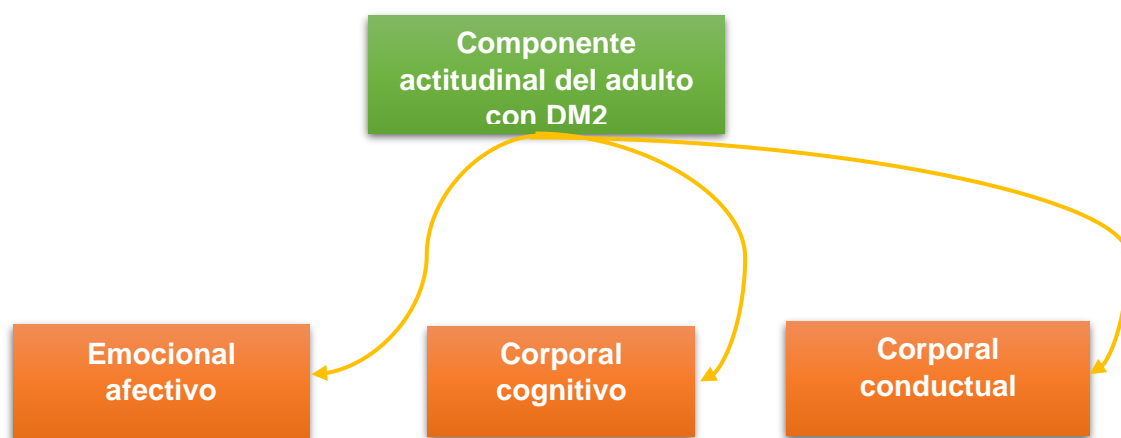 Componente
actitudinal del adulto
con DM2
Emocional
afectivo
Corporal
cognitivo
Corporal
conductual